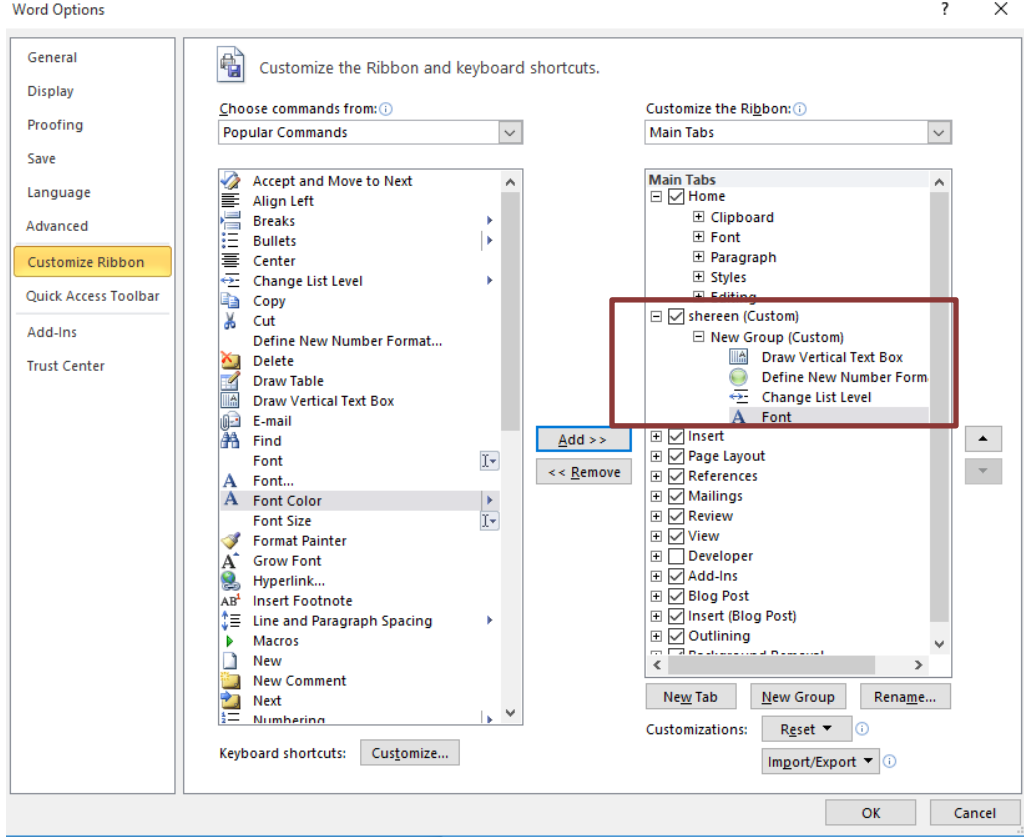 Word Options
?
General
Display
Proofing
Save
Language
Advanced
Customize Ribbon
Quick Access Toolbar
Add-Ins
Trust Center
Customize the Ribbon and keyboard shortcuts.
Choose commands from:
Popular Commands
Accept and Move to Next
Align Left
Breaks
Bullets
Center
Change List Level
Copy
Cut
Define New Number Format...
Delete
Draw Table
Draw Vertical Text Box
E-mail
Find
Font
Font...
Font Color
Font Size
Format Painter
Grow Font
Hyperlink...
Insert Footnote
Line and Paragraph Spacing
Macros
New
New Comment
Next
Numbering
Keyboard shortcuts: Customize...
Add >>
<< Remove
Customize the Ribbon:
Main Tabs
Main Tabs
Home
Clipboard
Font
Paragraph
Styles
Editing
shereen (Custom)
New Group (Custom)
Draw Vertical Text Box
Define New Number Form
Change List Level
Font
Insert
Page Layout
References
Mailings
Review
View
Developer
Add-Ins
Blog Post
Insert (Blog Post)
Outlining
Background Removal
New Tab New Group Rename...
Customizations: Reset
Import/Export
OK Cancel